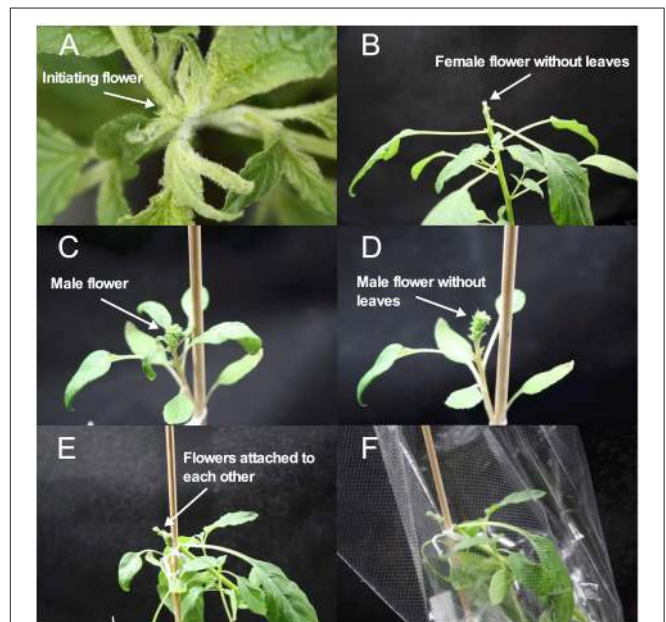 A
Initiating flower
B
Female flower without leaves
C
Male flower
D
Male flower without
leaves
E
Flowers attached to
each other
F